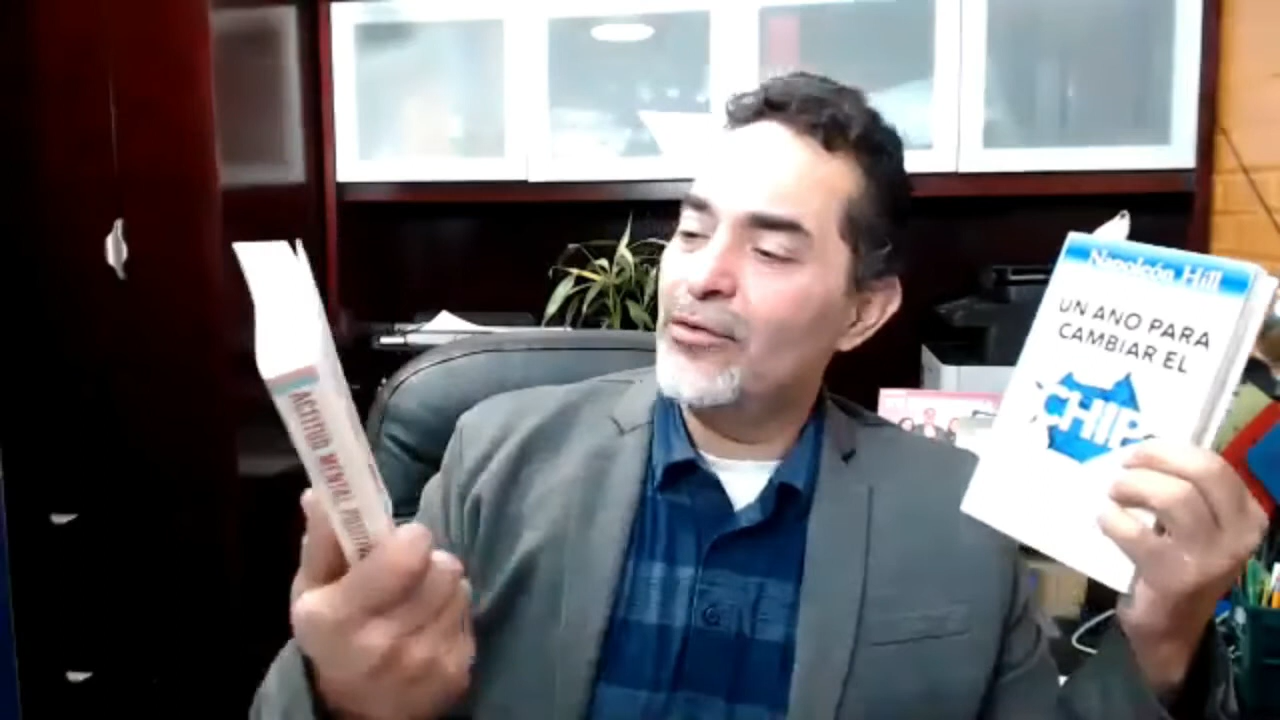 ACTITUD MENTAL POSITIVA
Napoleón Hill
UN AÑO PARA
CAMBIAR EL
CHIP